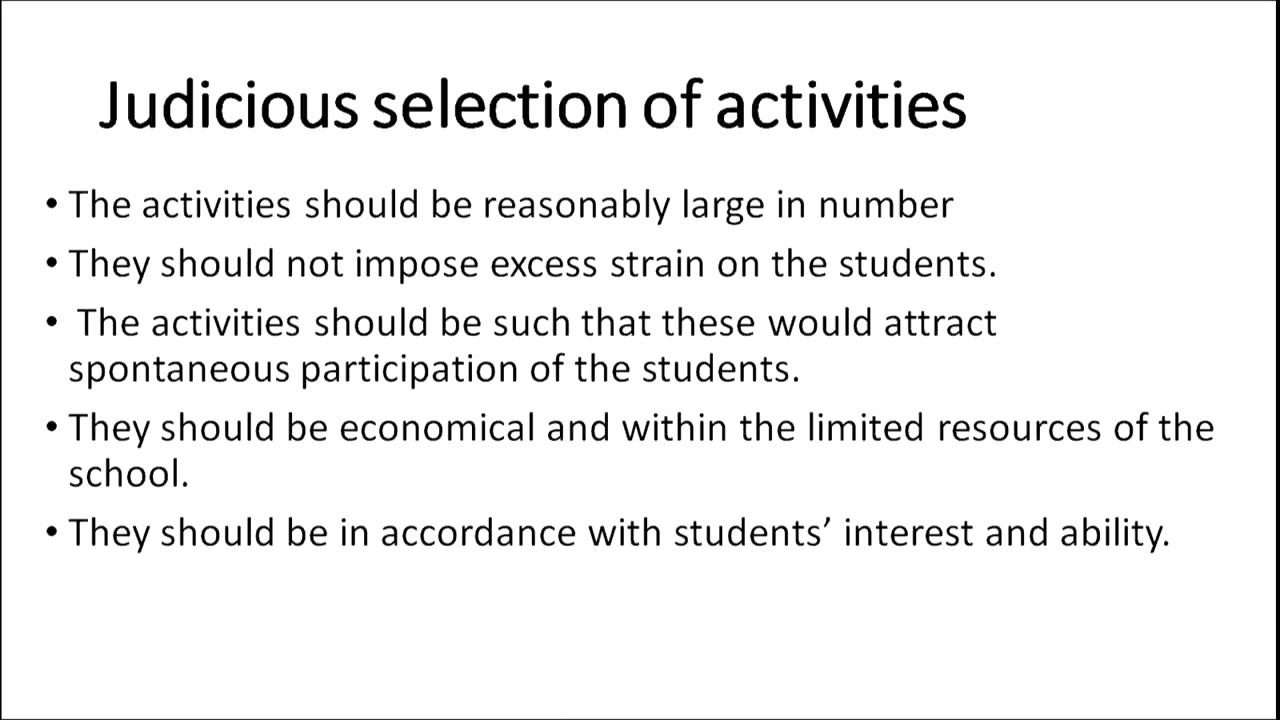 Judicious selection of activities
• The activities should be reasonably large in number
• They should not impose excess strain on the students.
• The activities should be such that these would attract
spontaneous participation of the students.
• They should be economical and within the limited resources of the
school.
• They should be in accordance with students’ interest and ability.